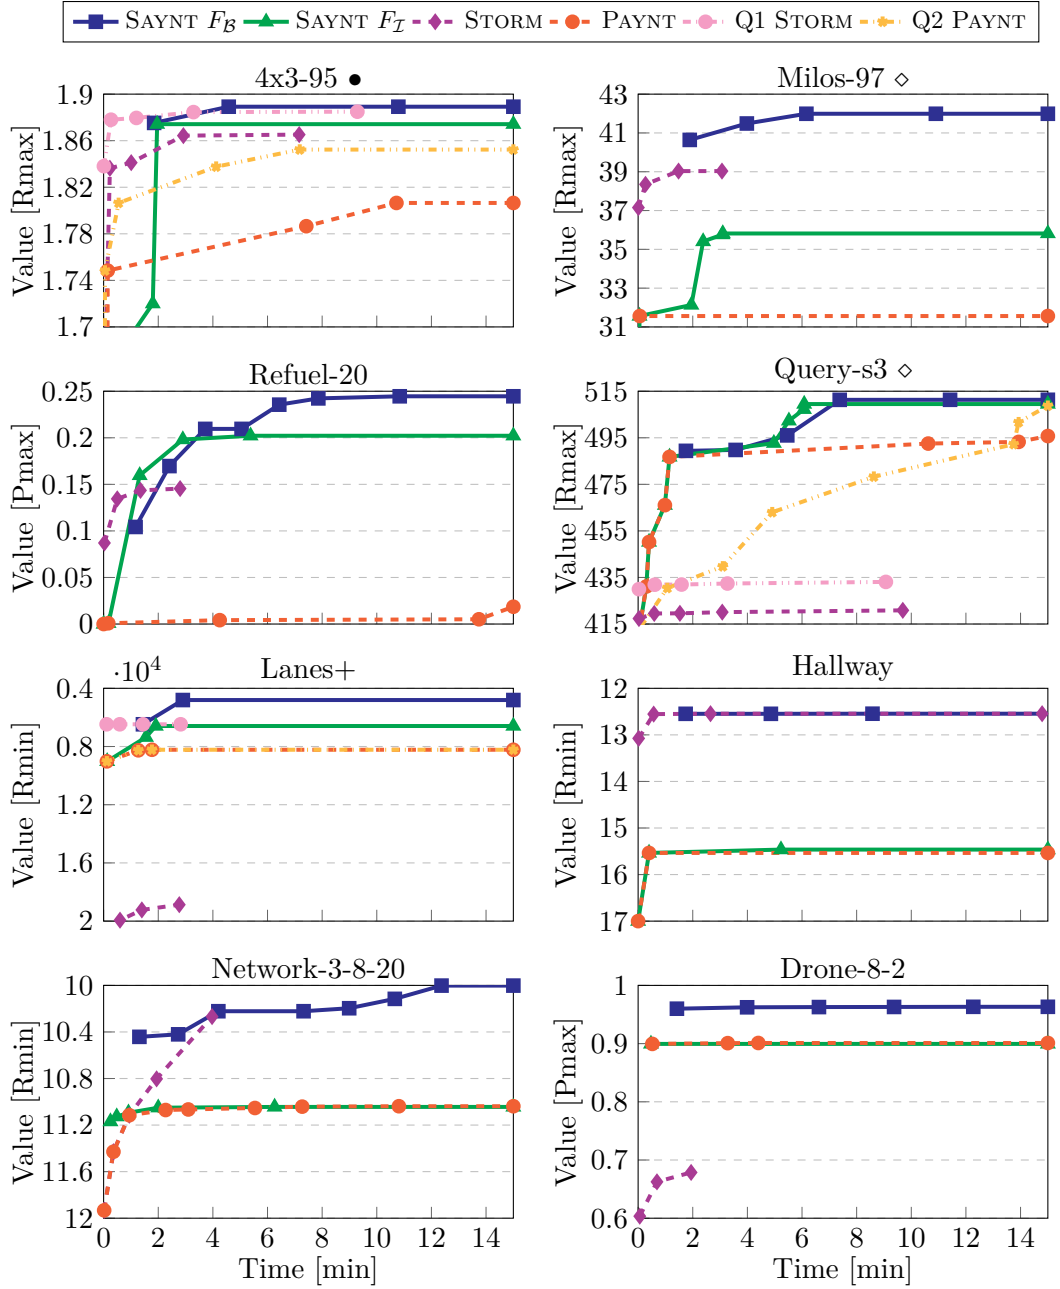 SAYNT F_B SAYNT F_I STORM PAYNT Q1 STORM Q2 PAYNT
4x3-95 ●
Value [Rmax]
1.9
1.86
1.82
1.78
1.74
1.7
Milos-97 ◇
Value [Rmax]
43
41
39
37
35
33
31
Refuel-20
Value [Pmax]
0.25
0.2
0.15
0.1
0.05
0
Query-s3 ◇
Value [Rmax]
515
495
475
455
435
415
Lanes+
·10^4
Value [Rmin]
0.4
0.8
1.2
1.6
2
Hallway
Value [Rmin]
12
13
14
15
16
17
Network-3-8-20
Value [Rmin]
10
10.4
10.8
11.2
11.6
12
0 2 4 6 8 10 12 14
Time [min]
Drone-8-2
Value [Pmax]
1
0.9
0.8
0.7
0.6
0 2 4 6 8 10 12 14
Time [min]